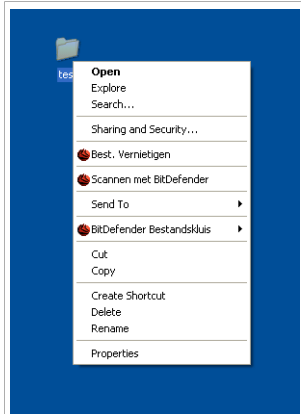 tes
Open
Explore
Search...
Sharing and Security...
Best. Vernietigen
Scannen met BitDefender
Send To
BitDefender Bestandskluis
Cut
Copy
Create Shortcut
Delete
Rename
Properties